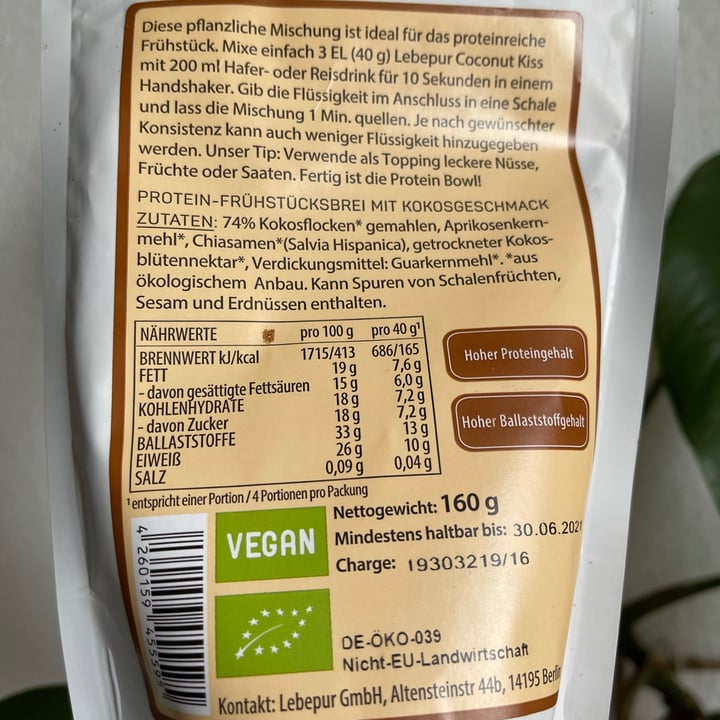 Diese pflanzliche Mischung ist ideal für das proteinreiche
Frühstück. Mixe einfach 3 EL (40 g) Lebepur Coconut Kiss
mit 200 ml Hafer- oder Reisdrink für 10 Sekunden in einem
Handshaker. Gib die Flüssigkeit im Anschluss in eine Schale
und lass die Mischung 1 Min. quellen. Je nach gewünschter
Konsistenz kann auch weniger Flüssigkeit hinzugegeben
werden. Unser Tip: Verwende als Topping leckere Nüsse,
Früchte oder Saaten. Fertig ist die Protein Bowl!
PROTEIN-FRÜHSTÜCKSBREI MIT KOKOSGESCHMACK
ZUTATEN: 74% Kokosflocken* gemahlen, Aprikosenkern-
mehl*, Chiasamen*(Salvia Hispanica), getrockneter Kokos-
blütennektar*, Verdickungsmittel: Guarkernmehl*. *aus
ökologischem Anbau. Kann Spuren von Schalenfrüchten,
Sesam und Erdnüssen enthalten.
NÄHRWERTE pro 100 g pro 40 g¹
BRENNWERT kJ/kcal 1715/413 686/165
FETT 19 g 7,6 g
- davon gesättigte Fettsäuren 15 g 6,0 g
KOHLENHYDRATE 18 g 7,2 g
- davon Zucker 18 g 7,2 g
BALLASTSTOFFE 33 g 13 g
EIWEIß 26 g 10 g
SALZ 0,09 g 0,04 g
¹ entspricht einer Portion / 4 Portionen pro Packung
Hoher Proteingehalt
Hoher Ballaststoffgehalt
Nettogewicht: 160 g
Mindestens haltbar bis: 30.06.2021
Charge: 19303219/16
VEGAN
4 260159 455595
DE-ÖKO-039
Nicht-EU-Landwirtschaft
Kontakt: Lebepur GmbH, Altensteinstr 44b, 14195 Berlin